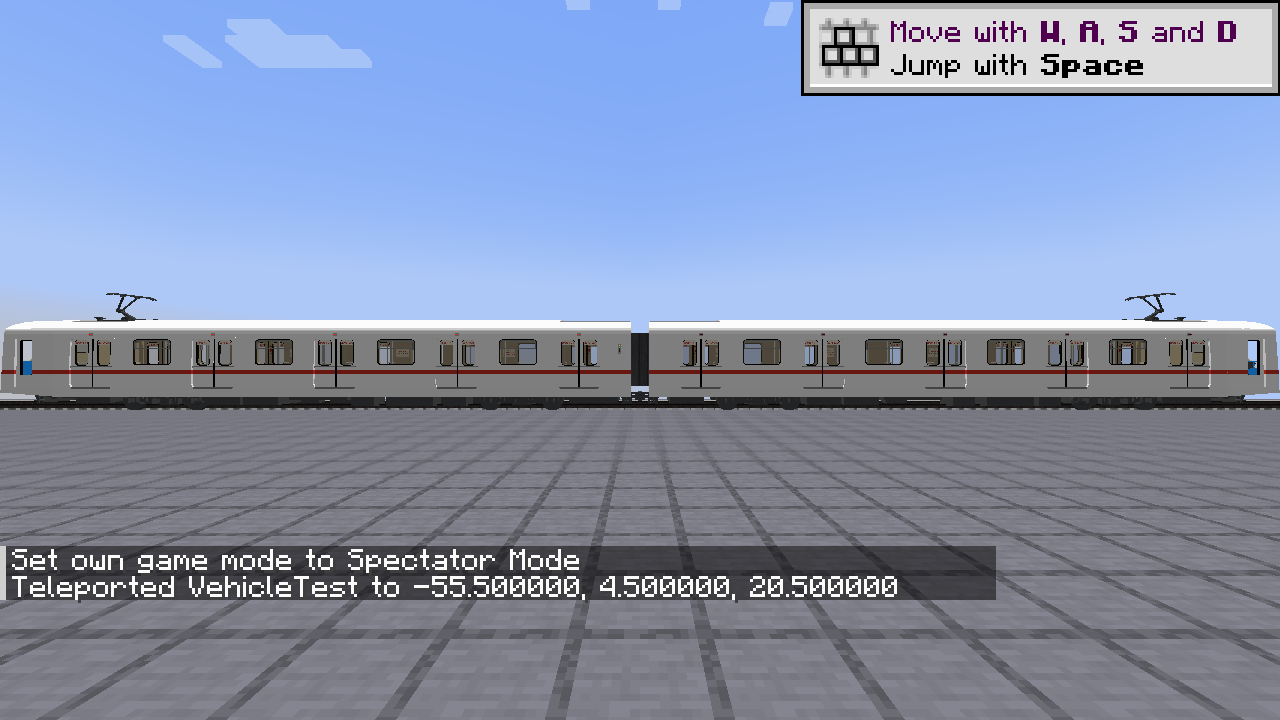 Move with W, A, S and D
Jump with Space
Set own game mode to Spectator Mode
Teleported VehicleTest to -55.500000, 4.500000, 20.500000